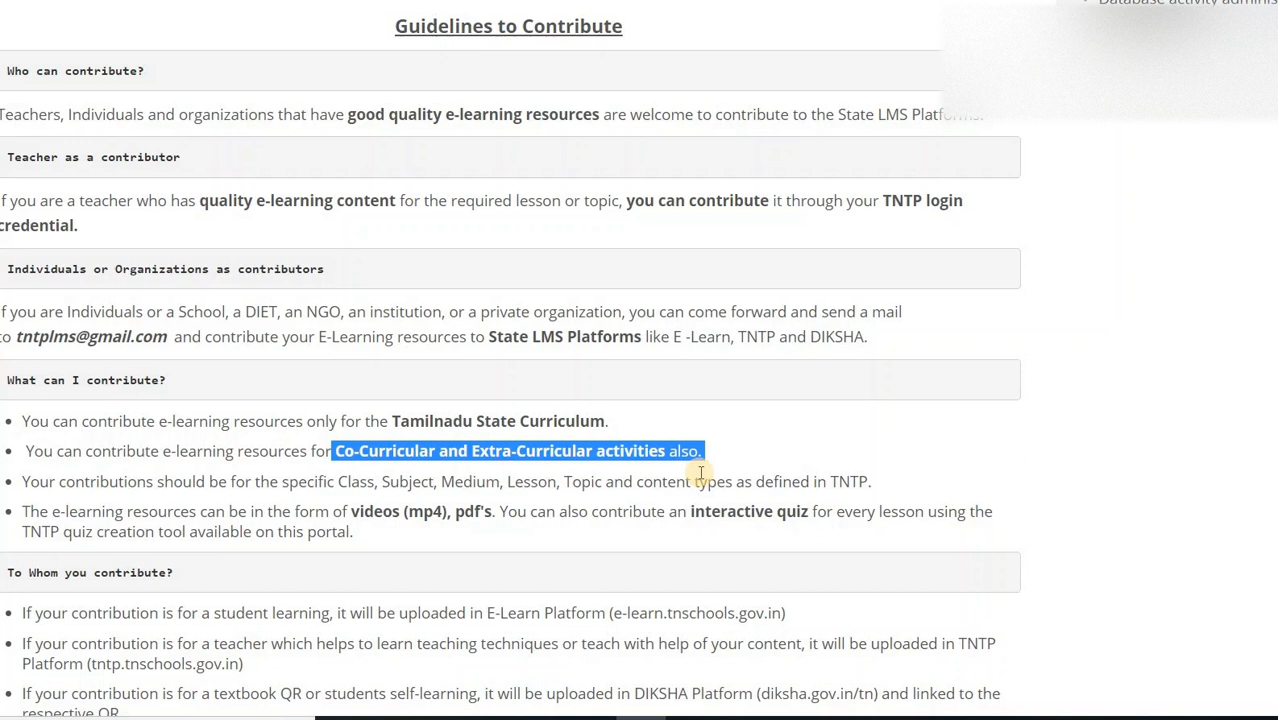 Database activity adminis
Guidelines to Contribute
Who can contribute?
Teachers, Individuals and organizations that have good quality e-learning resources are welcome to contribute to the State LMS Platforms.
Teacher as a contributor
If you are a teacher who has quality e-learning content for the required lesson or topic, you can contribute it through your TNTP login
credential.
Individuals or Organizations as contributors
If you are Individuals or a School, a DIET, an NGO, an institution, or a private organization, you can come forward and send a mail
to tntplms@gmail.com and contribute your E-Learning resources to State LMS Platforms like E -Learn, TNTP and DIKSHA.
What can I contribute?
You can contribute e-learning resources only for the Tamilnadu State Curriculum.
You can contribute e-learning resources for Co-Curricular and Extra-Curricular activities also.
Your contributions should be for the specific Class, Subject, Medium, Lesson, Topic and content types as defined in TNTP.
The e-learning resources can be in the form of videos (mp4), pdf's. You can also contribute an interactive quiz for every lesson using the
TNTP quiz creation tool available on this portal.
To Whom you contribute?
If your contribution is for a student learning, it will be uploaded in E-Learn Platform (e-learn.tnschools.gov.in)
If your contribution is for a teacher which helps to learn teaching techniques or teach with help of your content, it will be uploaded in TNTP
Platform (tntp.tnschools.gov.in)
If your contribution is for a textbook QR or students self-learning, it will be uploaded in DIKSHA Platform (diksha.gov.in/tn) and linked to the
respective QR